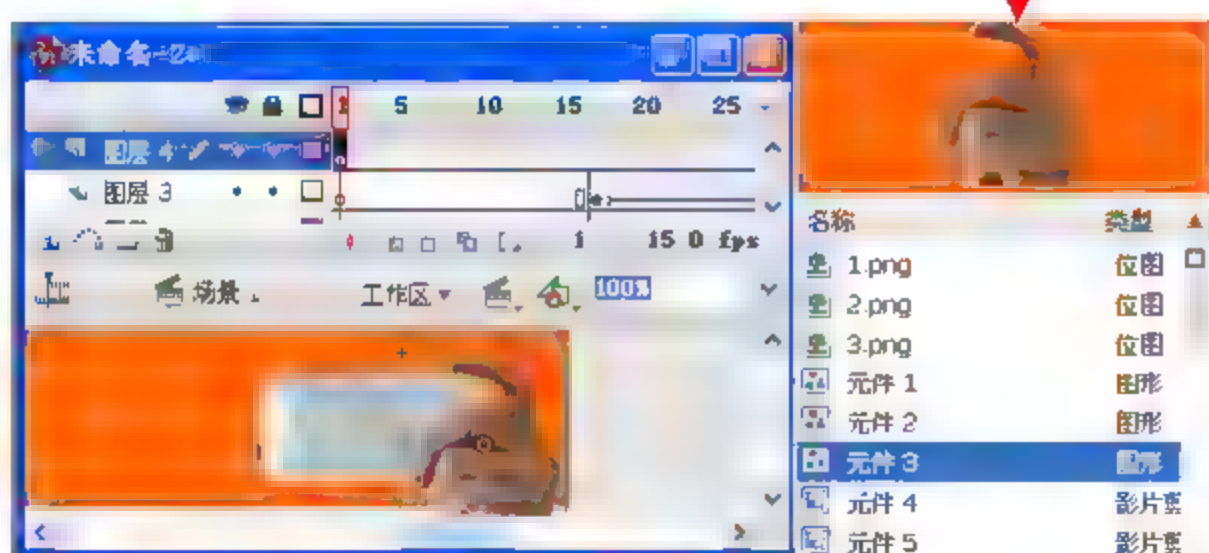 未命名-2
1 5 10 15 20 25
图层 4
图层 3
1 15 0 fps
场景
工作区 100%
名称 类型
1.png 位图
2.png 位图
3.png 位图
元件 1 图形
元件 2 图形
元件 3 图形
元件 4 影片剪
元件 5 影片剪